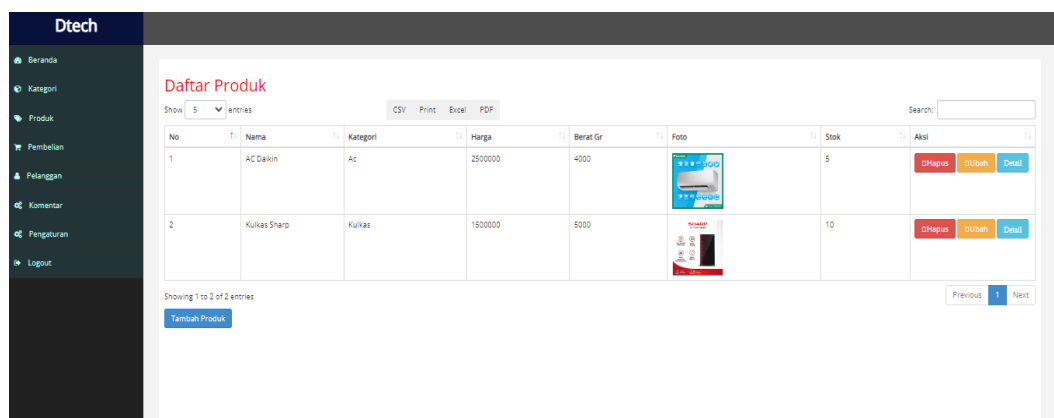 Dtech
Beranda
Kategori
Produk
Pembelian
Pelanggan
Komentar
Pengaturan
Logout
Daftar Produk
Show 5 entries CSV Print Excel PDF Search:
No Nama Kategori Harga Berat Gr Foto Stok Aksi
1 AC Daikin Ac 2500000 4000 5 Hapus Ubah Detail
2 Kulkas Sharp Kulkas 1500000 5000 SHARP 10 Hapus Ubah Detail
Showing 1 to 2 of 2 entries Previous 1 Next
Tambah Produk